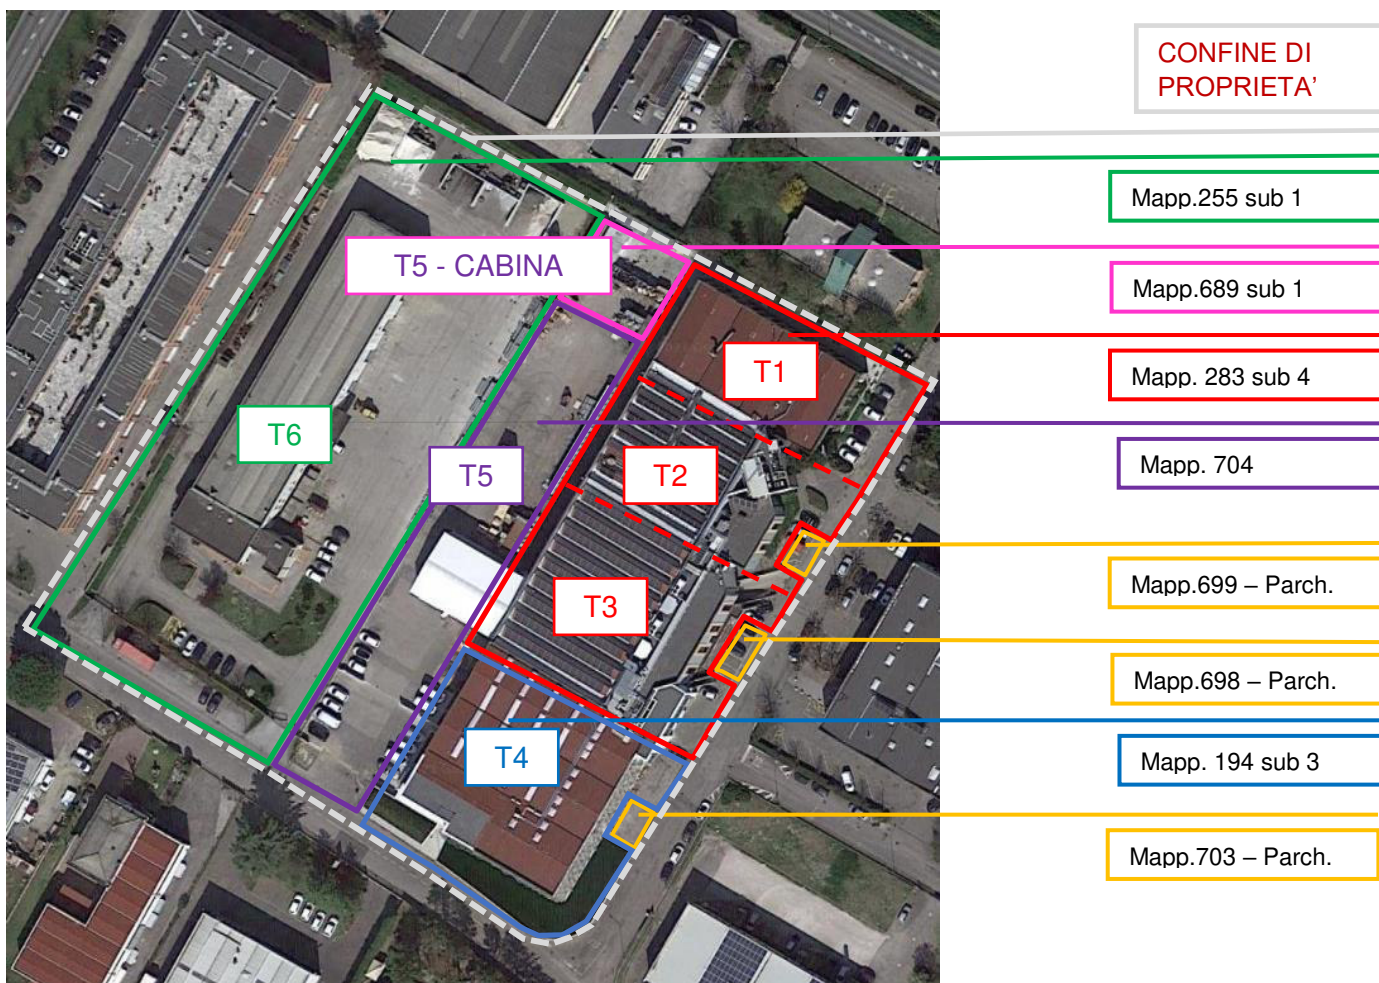 CONFINE DI
PROPRIETA'
Mapp.255 sub 1
T5 - CABINA
Mapp.689 sub 1
T1
Mapp. 283 sub 4
T6
T5
T2
Mapp. 704
T3
Mapp.699 – Parch.
Mapp.698 – Parch.
T4
Mapp. 194 sub 3
Mapp.703 – Parch.